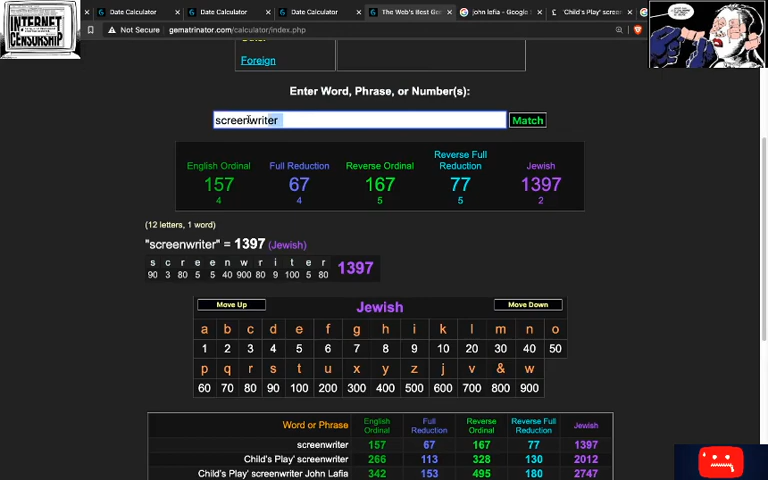 INTERNET
CENSORSHIP
Date Calculator
Date Calculator
Date Calculator
The Web's Best Ge
john lafia - Google
'Child's Play' screen
Not Secure
gematrinator.com/calculator/index.php
Foreign
Enter Word, Phrase, or Number(s):
screenwriter
Match
English Ordinal Full Reduction Reverse Ordinal Reverse Full Reduction Jewish
157 67 167 77 1397
4 4 5 5 2
(12 letters, 1 word)
"screenwriter" = 1397 (Jewish)
s c r e e n w r i t e r
90 3 80 5 5 40 900 80 9 100 5 80
1397
Move Up
Jewish
Move Down
a b c d e f g h i k l m n o
1 2 3 4 5 6 7 8 9 10 20 30 40 50
p q r s t u x y z j v & w
60 70 80 90 100 200 300 400 500 600 700 800 900
Word or Phrase English Ordinal Full Reduction Reverse Ordinal Reverse Full Reduction Jewish
screenwriter 157 67 167 77 1397
Child's Play' screenwriter 266 113 328 130 2012
Child's Play' screenwriter John Lafia 342 153 495 180 2747